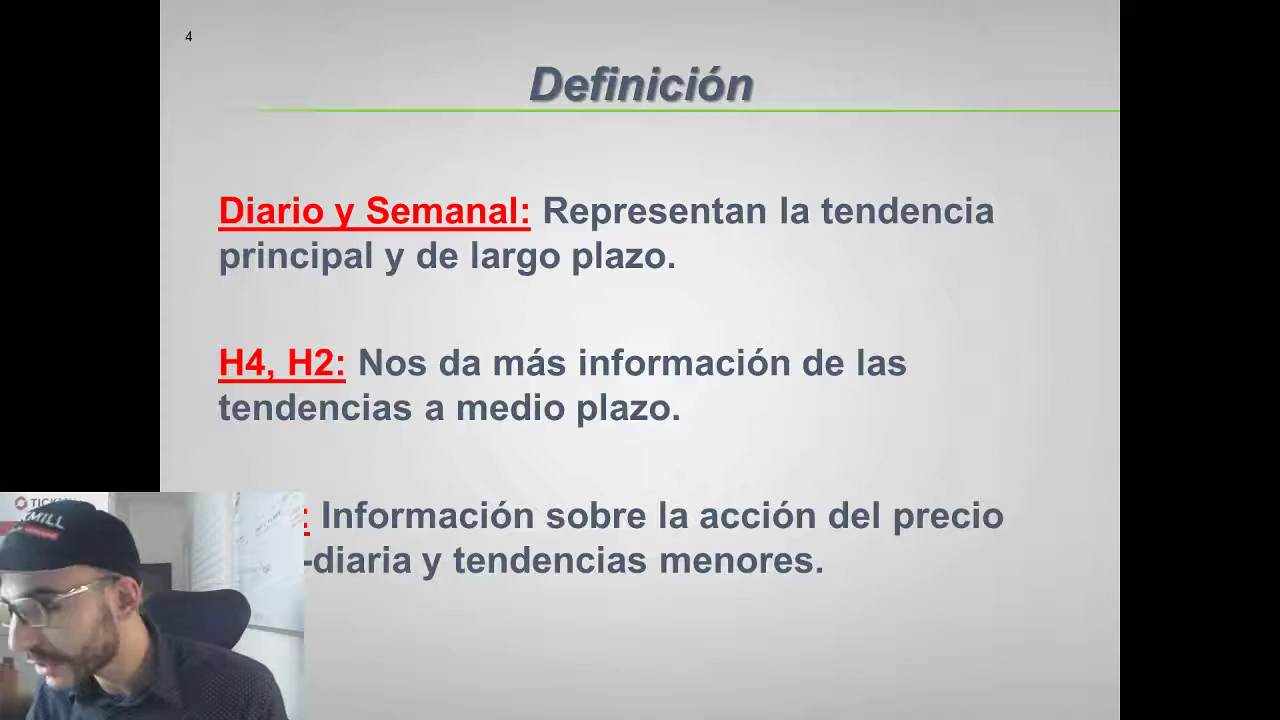 4
Definición
Diario y Semanal: Representan la tendencia
principal y de largo plazo.
H4, H2: Nos da más información de las
tendencias a medio plazo.
: Información sobre la acción del precio
-diaria y tendencias menores.